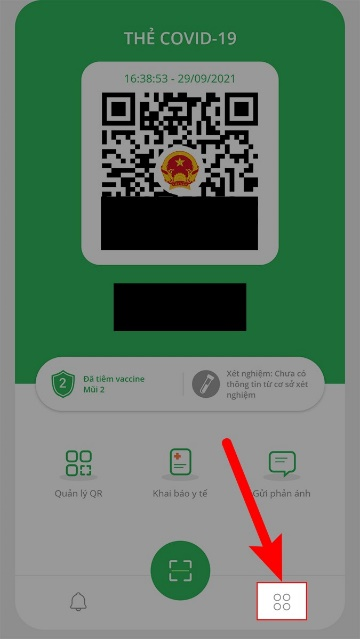 THẺ COVID-19
16:38:53 - 29/09/2021
2
Đã tiêm vaccine
Mũi 2
Xét nghiệm: Chưa có
thông tin từ cơ sở xét
nghiệm
Quản lý QR
Khai báo y tế
Gửi phản ánh